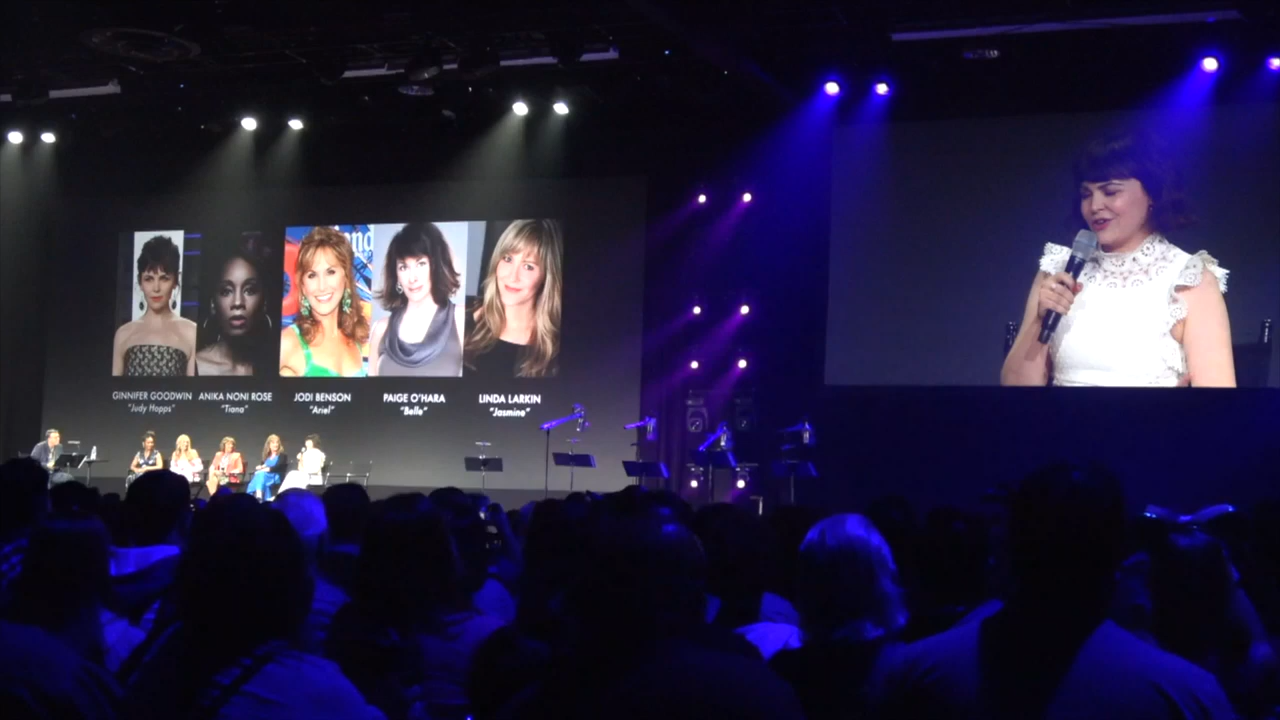 GINNIFER GOODWIN ANIKA NONI ROSE JODI BENSON PAIGE O'HARA LINDA LARKIN
"Judy Hopps" "Tiana" "Ariel" "Belle" "Jasmine"